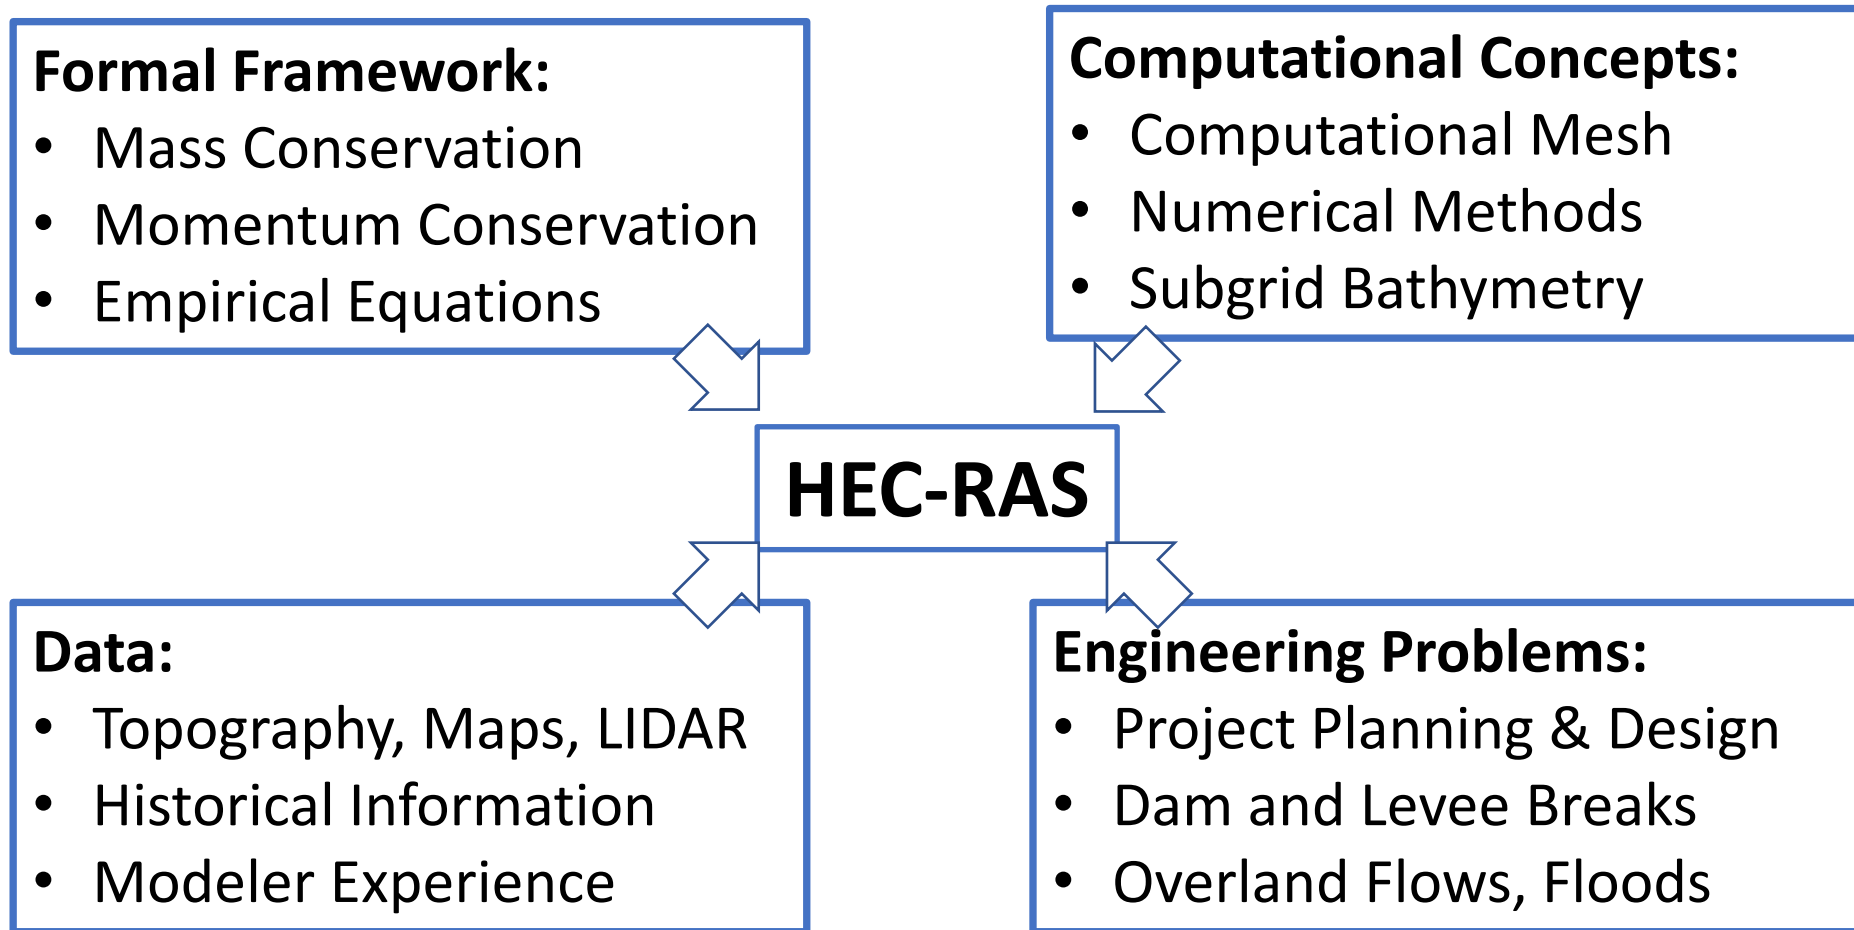 Formal Framework:
• Mass Conservation
• Momentum Conservation
• Empirical Equations
Computational Concepts:
• Computational Mesh
• Numerical Methods
• Subgrid Bathymetry
HEC-RAS
Data:
• Topography, Maps, LIDAR
• Historical Information
• Modeler Experience
Engineering Problems:
• Project Planning & Design
• Dam and Levee Breaks
• Overland Flows, Floods